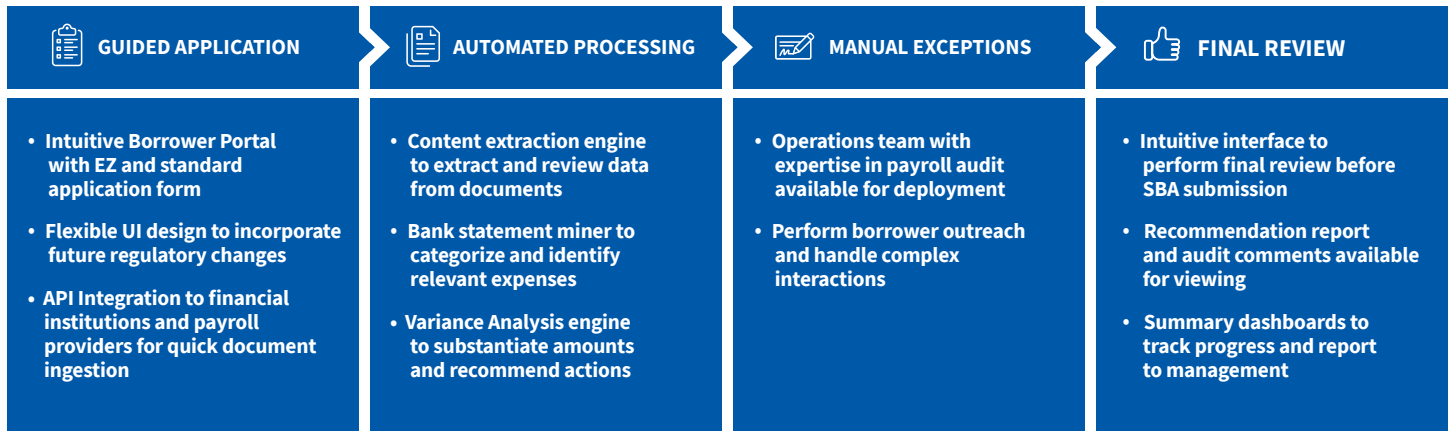 GUIDED APPLICATION
AUTOMATED PROCESSING
MANUAL EXCEPTIONS
FINAL REVIEW
• Intuitive Borrower Portal
with EZ and standard
application form
• Flexible UI design to incorporate
future regulatory changes
• API Integration to financial
institutions and payroll
providers for quick document
ingestion
• Content extraction engine
to extract and review data
from documents
• Bank statement miner to
categorize and identify
relevant expenses
• Variance Analysis engine
to substantiate amounts
and recommend actions
• Operations team with
expertise in payroll audit
available for deployment
• Perform borrower outreach
and handle complex
interactions
• Intuitive interface to
perform final review before
SBA submission
• Recommendation report
and audit comments available
for viewing
• Summary dashboards to
track progress and report
to management